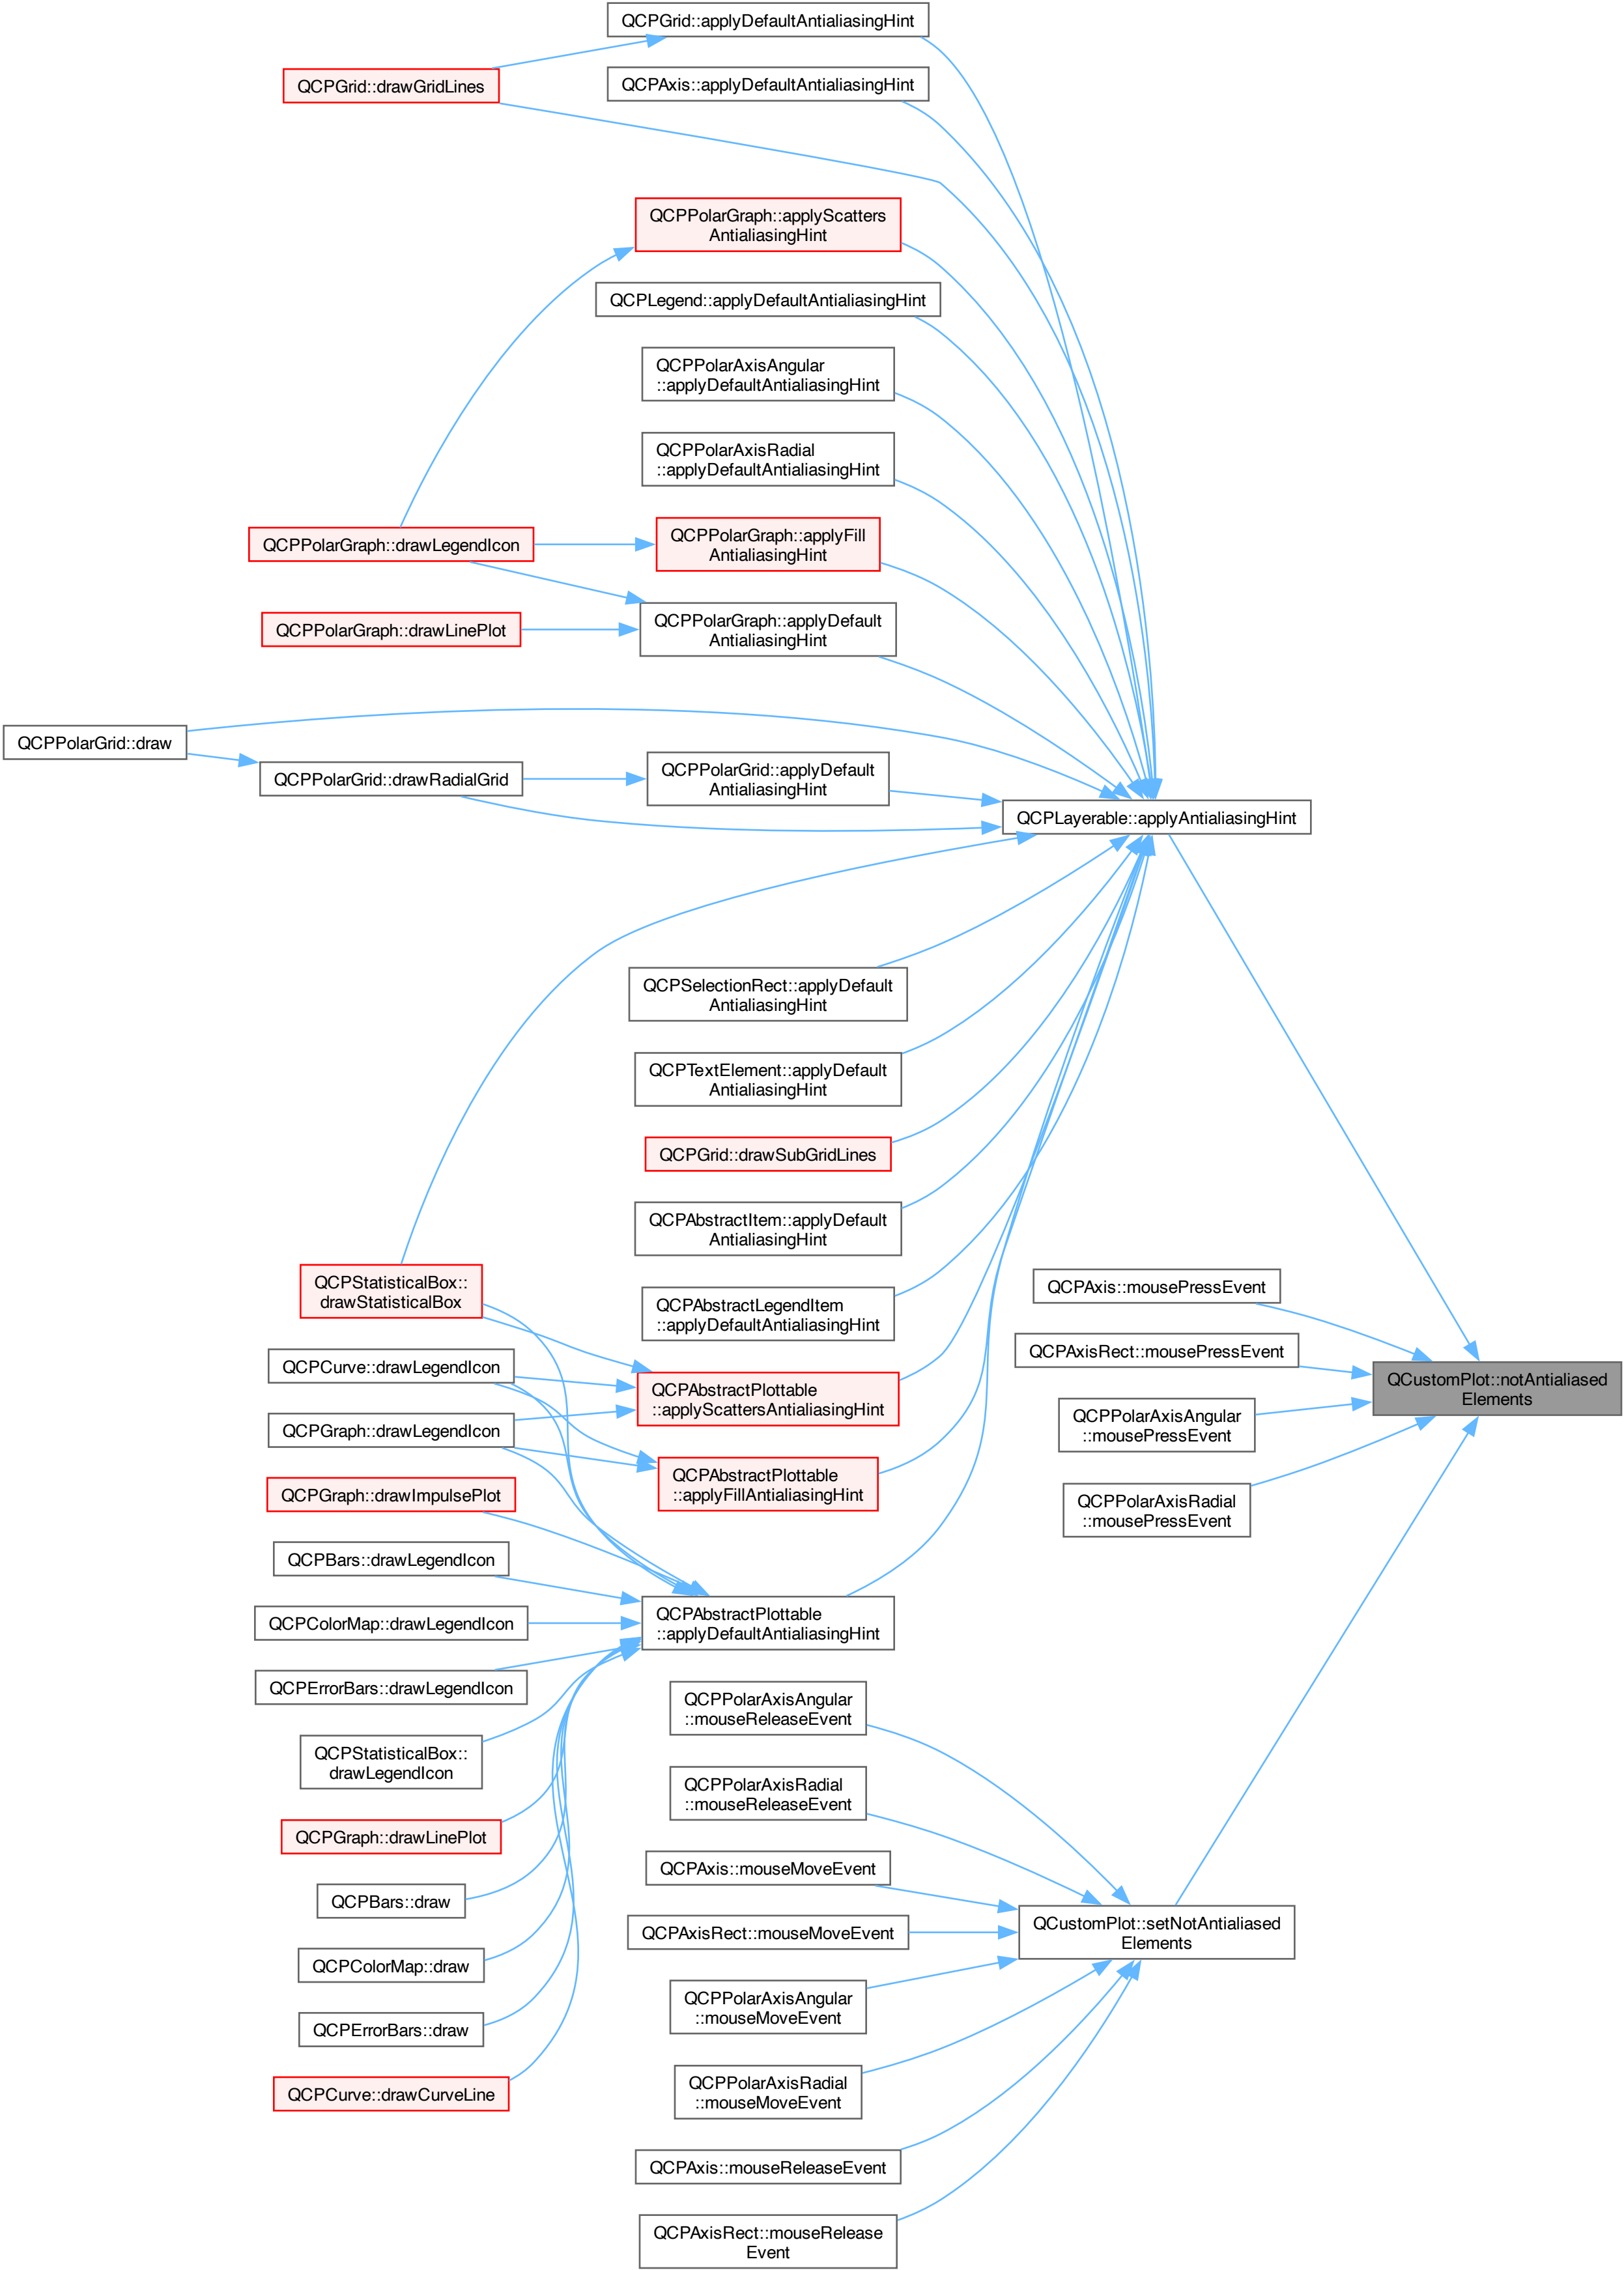 QCPGrid::applyDefaultAntialiasingHint
QCPGrid::drawGridLines
QCPAxis::applyDefaultAntialiasingHint
QCPPolarGraph::applyScatters
AntialiasingHint
QCPLegend::applyDefaultAntialiasingHint
QCPPolarAxisAngular
::applyDefaultAntialiasingHint
QCPPolarAxisRadial
::applyDefaultAntialiasingHint
QCPPolarGraph::drawLegendIcon
QCPPolarGraph::applyFill
AntialiasingHint
QCPPolarGraph::drawLinePlot
QCPPolarGraph::applyDefault
AntialiasingHint
QCPPolarGrid::draw
QCPPolarGrid::drawRadialGrid
QCPPolarGrid::applyDefault
AntialiasingHint
QCPLayerable::applyAntialiasingHint
QCPSelectionRect::applyDefault
AntialiasingHint
QCPTextElement::applyDefault
AntialiasingHint
QCPGrid::drawSubGridLines
QCPAbstractItem::applyDefault
AntialiasingHint
QCPStatisticalBox::
drawStatisticalBox
QCPAbstractLegendItem
::applyDefaultAntialiasingHint
QCPAxis::mousePressEvent
QCPAxisRect::mousePressEvent
QCustomPlot::notAntialiased
Elements
QCPCurve::drawLegendIcon
QCPAbstractPlottable
::applyScattersAntialiasingHint
QCPPolarAxisAngular
::mousePressEvent
QCPGraph::drawLegendIcon
QCPAbstractPlottable
::applyFillAntialiasingHint
QCPPolarAxisRadial
::mousePressEvent
QCPGraph::drawImpulsePlot
QCPBars::drawLegendIcon
QCPColorMap::drawLegendIcon
QCPAbstractPlottable
::applyDefaultAntialiasingHint
QCPErrorBars::drawLegendIcon
QCPPolarAxisAngular
::mouseReleaseEvent
QCPStatisticalBox::
drawLegendIcon
QCPPolarAxisRadial
::mouseReleaseEvent
QCPGraph::drawLinePlot
QCPAxis::mouseMoveEvent
QCPBars::draw
QCPAxisRect::mouseMoveEvent
QCustomPlot::setNotAntialiased
Elements
QCPColorMap::draw
QCPPolarAxisAngular
::mouseMoveEvent
QCPErrorBars::draw
QCPPolarAxisRadial
::mouseMoveEvent
QCPCurve::drawCurveLine
QCPAxis::mouseReleaseEvent
QCPAxisRect::mouseRelease
Event